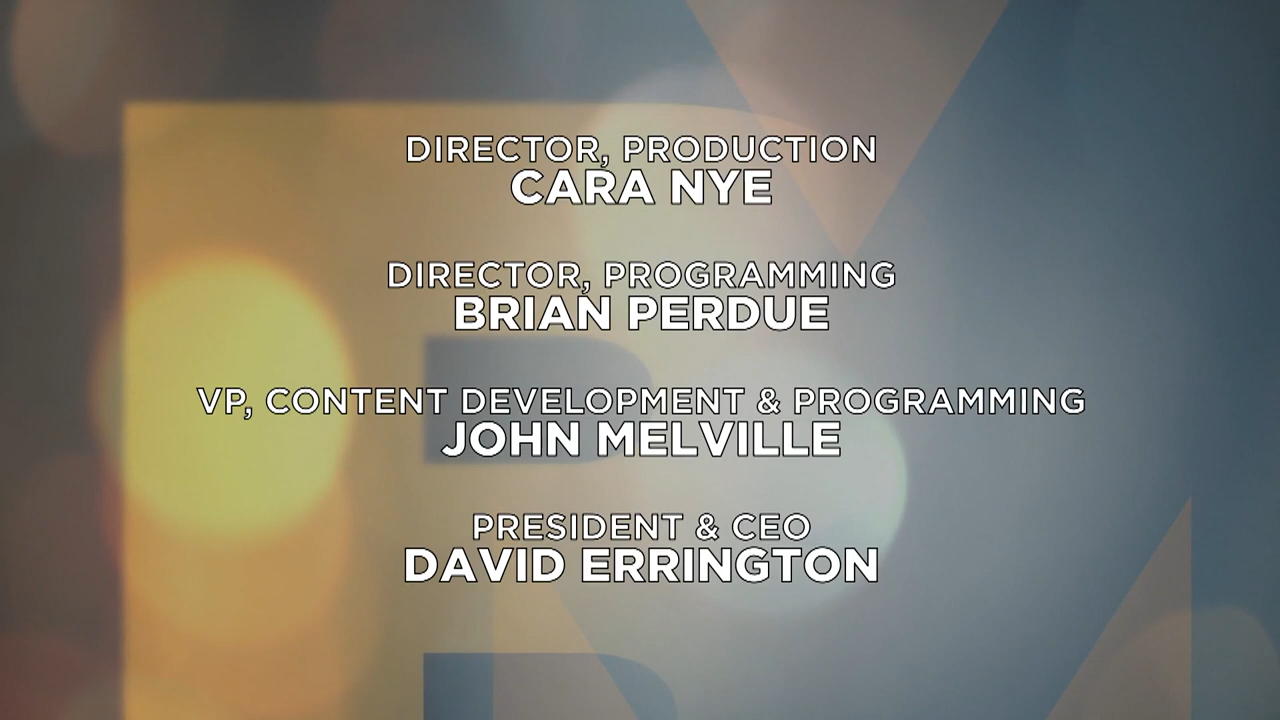 DIRECTOR, PRODUCTION
CARA NYE
DIRECTOR, PROGRAMMING
BRIAN PERDUE
VP, CONTENT DEVELOPMENT & PROGRAMMING
JOHN MELVILLE
PRESIDENT & CEO
DAVID ERRINGTON